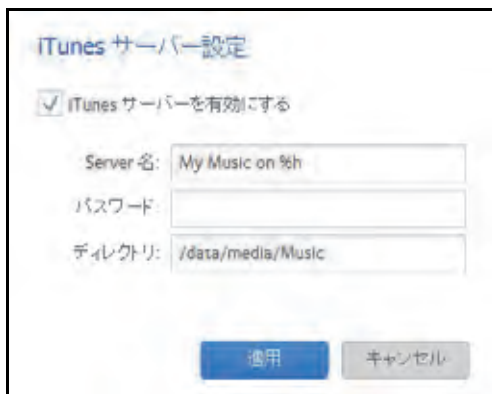 iTunes サーバー設定
iTunes サーバーを有効にする
Server 名: My Music on %h
パスワード
ディレクトリ: /data/media/Music
適用 キャンセル